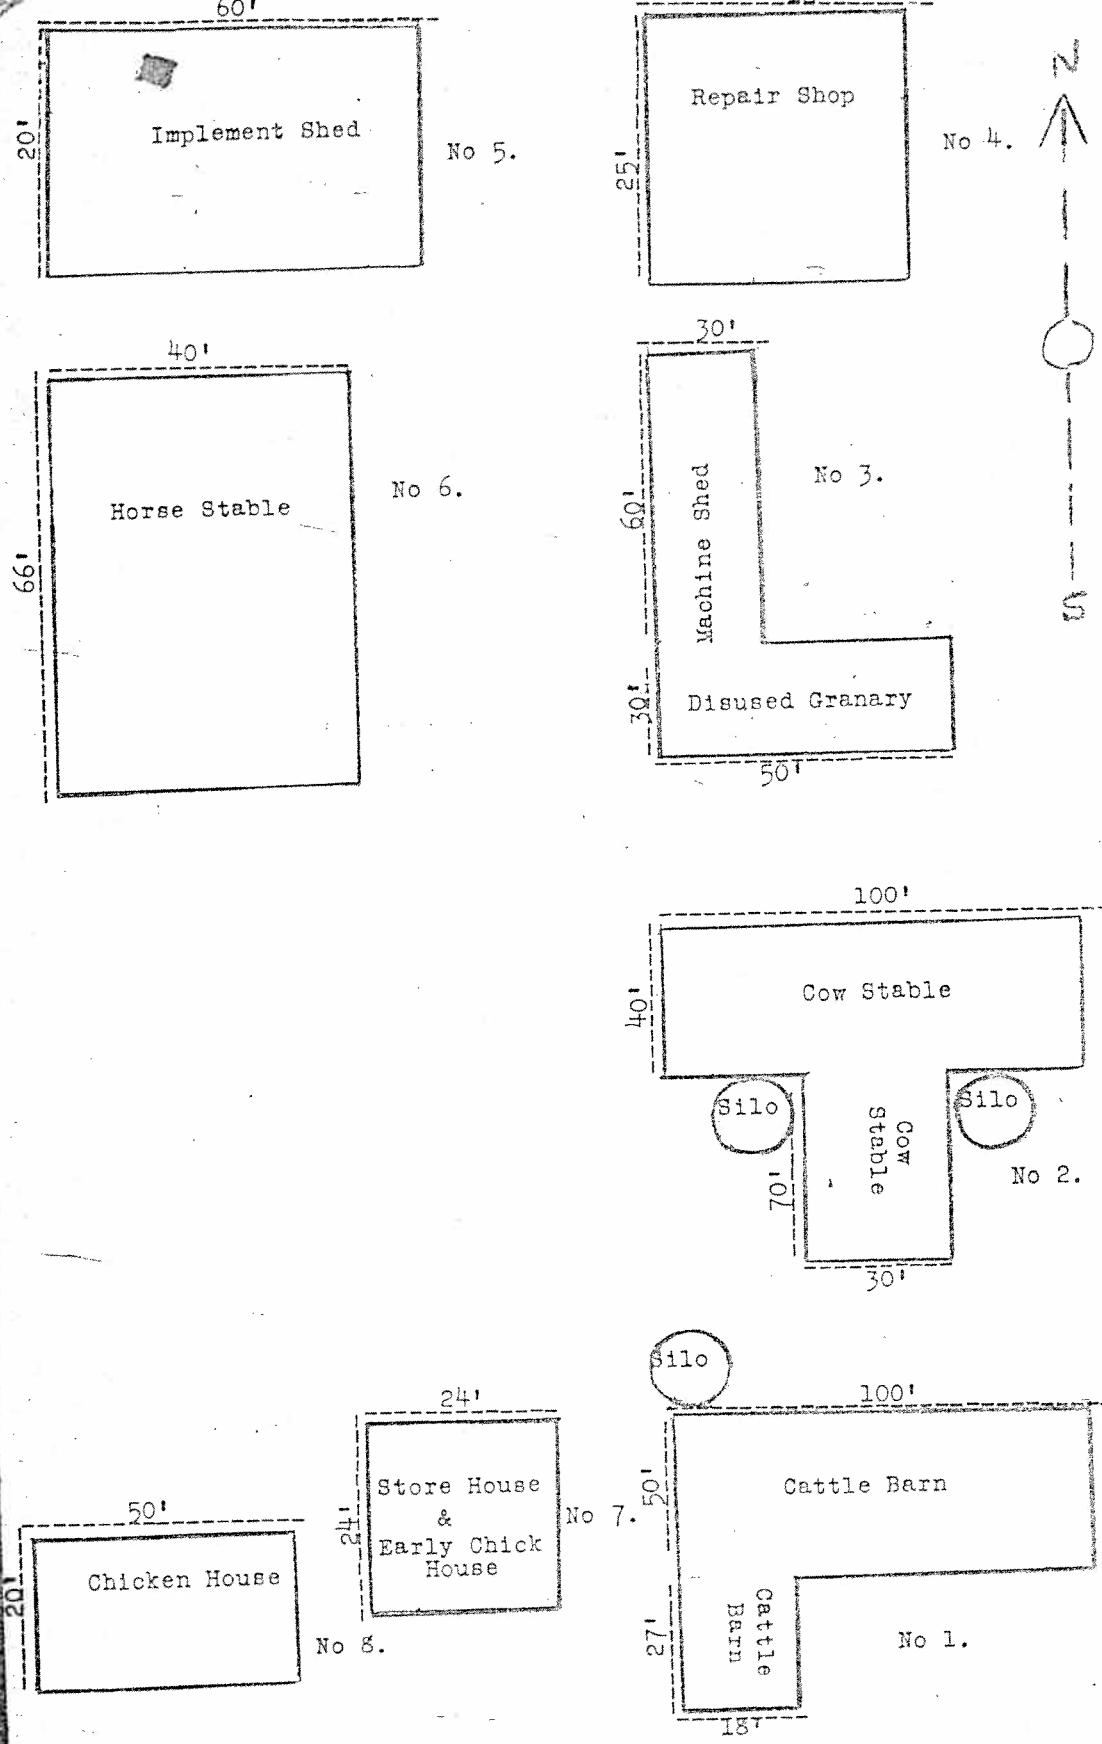 60'
20'
Implement Shed
No 5.
25'
Repair Shop
No 4.
N
S
40'
66'
Horse Stable
No 6.
30'
60'
Machine Shed
No 3.
30'
Disused Granary
50'
100'
40'
Cow Stable
Silo
Silo
Cow
Stable
70'
30'
No 2.
Silo
100'
50'
Cattle Barn
27'
Cattle
Barn
18'
No 1.
24'
24'
Store House
&
Early Chick
House
No 7.
50'
20'
Chicken House
No 8.